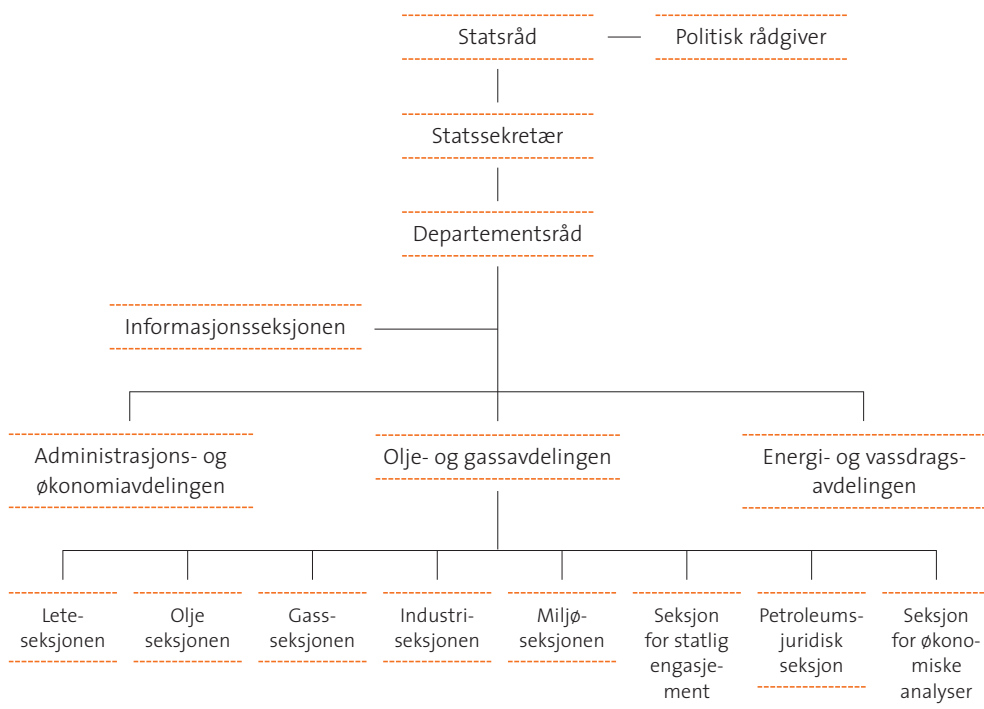 Statsråd
Politisk rådgiver
Statssekretær
Departementsråd
Informasjonsseksjonen
Administrasjons- og
økonomiavdelingen
Olje- og gassavdelingen
Energi- og vassdrags-
avdelingen
Lete-
seksjonen
Olje
seksjonen
Gass-
seksjonen
Industri-
seksjonen
Miljø-
seksjonen
Seksjon
for statlig
engasje-
ment
Petroleums-
juridisk
seksjon
Seksjon
for økono-
miske
analyser